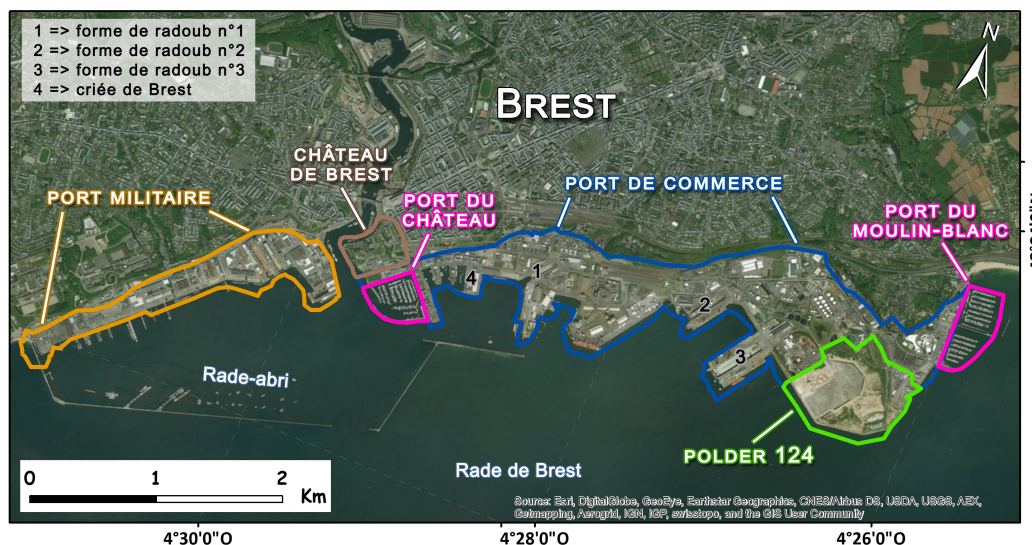 1 => forme de radoub n°1
2 => forme de radoub n°2
3 => forme de radoub n°3
4 => criée de Brest
N
BREST
CHÂTEAU
DE BREST
PORT MILITAIRE
PORT DU
CHÂTEAU
PORT DE COMMERCE
PORT DU
MOULIN-BLANC
1
4
2
3
Rade-abri
POLDER 124
Rade de Brest
0 1 2
Km
Source: Esri, DigitalGlobe, GeoEye, Earthstar Geographics, CNES/Airbus DS, USDA, USGS, AEX,
Getmapping, Aerogrid, IGN, IGP, swisstopo, and the GIS User Community
4°30'0"O 4°28'0"O 4°26'0"O